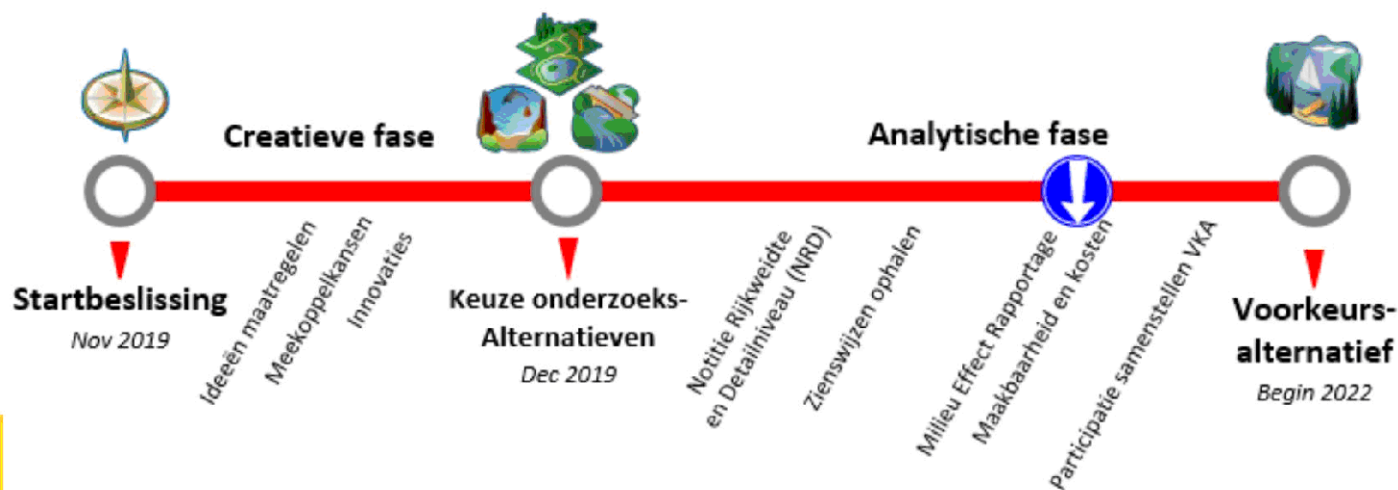 Creatieve fase
Analytische fase
Startbeslissing
Nov 2019
Ideeën maatregelen
Meekoppelkansen
Innovaties
Keuze onderzoeks-
Alternatieven
Dec 2019
Notitie Rijkweidte
en Detailniveau (NRD)
Zienswijzen ophalen
Milieu Effect Rapportage
Maakbaarheid en kosten
Participatie samenstellen VKA
Voorkeurs-
alternatief
Begin 2022